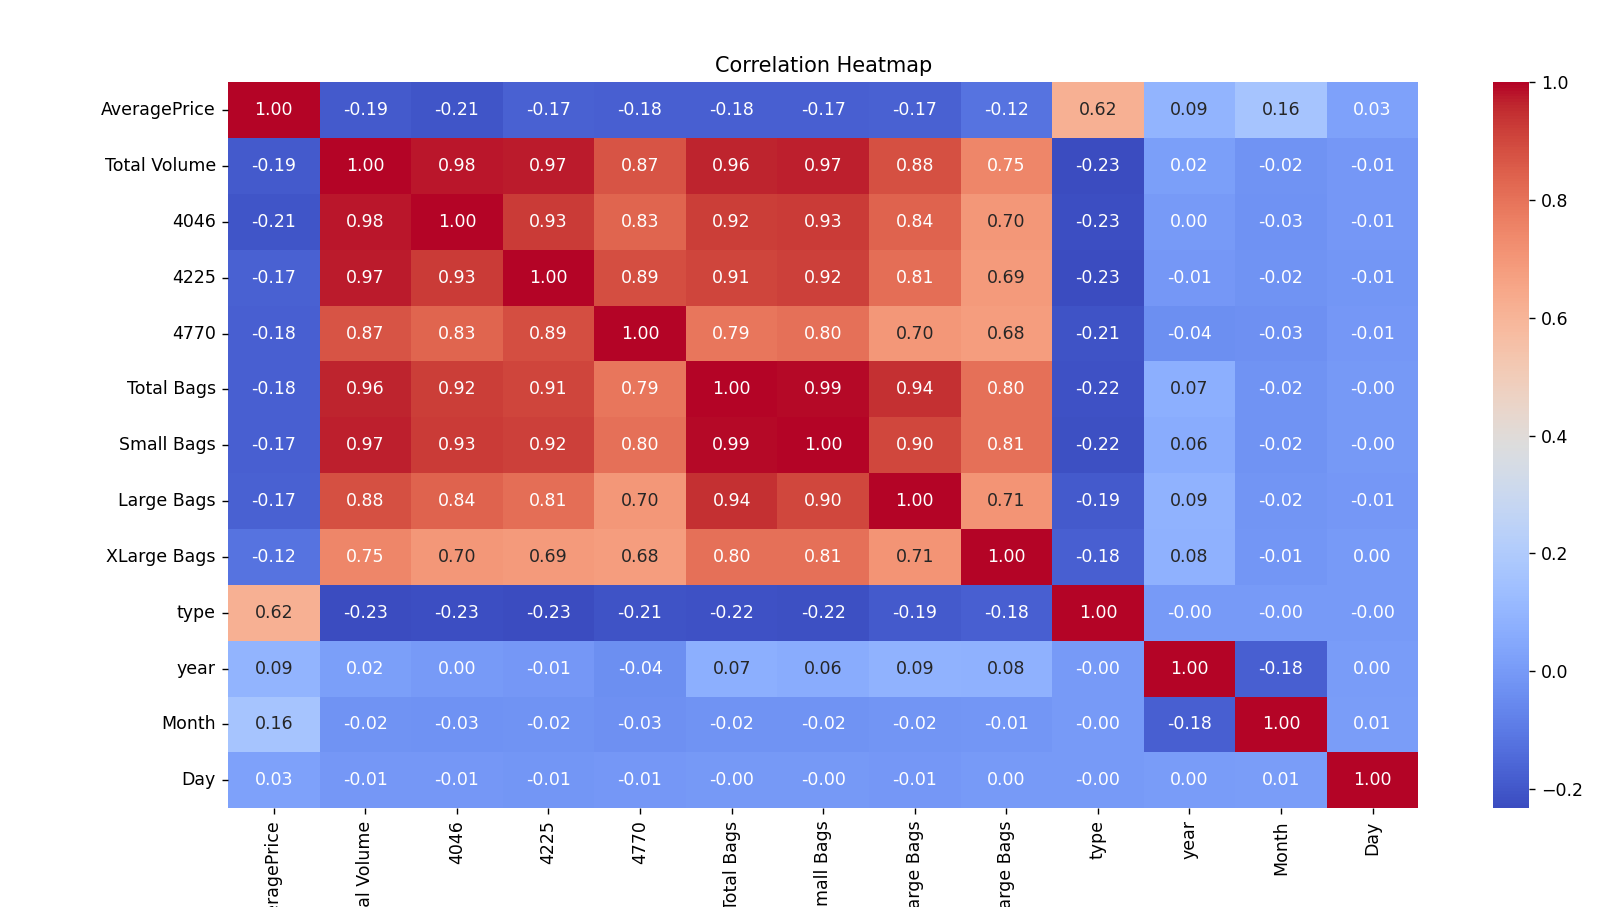 Correlation Heatmap
AveragePrice 1.00 -0.19 -0.21 -0.17 -0.18 -0.18 -0.17 -0.17 -0.12 0.62 0.09 0.16 0.03
Total Volume -0.19 1.00 0.98 0.97 0.87 0.96 0.97 0.88 0.75 -0.23 0.02 -0.02 -0.01
4046 -0.21 0.98 1.00 0.93 0.83 0.92 0.93 0.84 0.70 -0.23 0.00 -0.03 -0.01
4225 -0.17 0.97 0.93 1.00 0.89 0.91 0.92 0.81 0.69 -0.23 -0.01 -0.02 -0.01
4770 -0.18 0.87 0.83 0.89 1.00 0.79 0.80 0.70 0.68 -0.21 -0.04 -0.03 -0.01
Total Bags -0.18 0.96 0.92 0.91 0.79 1.00 0.99 0.94 0.80 -0.22 0.07 -0.02 -0.00
Small Bags -0.17 0.97 0.93 0.92 0.80 0.99 1.00 0.90 0.81 -0.22 0.06 -0.02 -0.00
Large Bags -0.17 0.88 0.84 0.81 0.70 0.94 0.90 1.00 0.71 -0.19 0.09 -0.02 -0.01
XLarge Bags -0.12 0.75 0.70 0.69 0.68 0.80 0.81 0.71 1.00 -0.18 0.08 -0.01 0.00
type 0.62 -0.23 -0.23 -0.23 -0.21 -0.22 -0.22 -0.19 -0.18 1.00 -0.00 -0.00 -0.00
year 0.09 0.02 0.00 -0.01 -0.04 0.07 0.06 0.09 0.08 -0.00 1.00 -0.18 0.00
Month 0.16 -0.02 -0.03 -0.02 -0.03 -0.02 -0.02 -0.02 -0.01 -0.00 -0.18 1.00 0.01
Day 0.03 -0.01 -0.01 -0.01 -0.01 -0.00 -0.00 -0.01 0.00 -0.00 0.00 0.01 1.00
eragePrice
al Volume
4046
4225
4770
Total Bags
mall Bags
arge Bags
arge Bags
type
year
Month
Day
1.0
0.8
0.6
0.4
0.2
0.0
−0.2